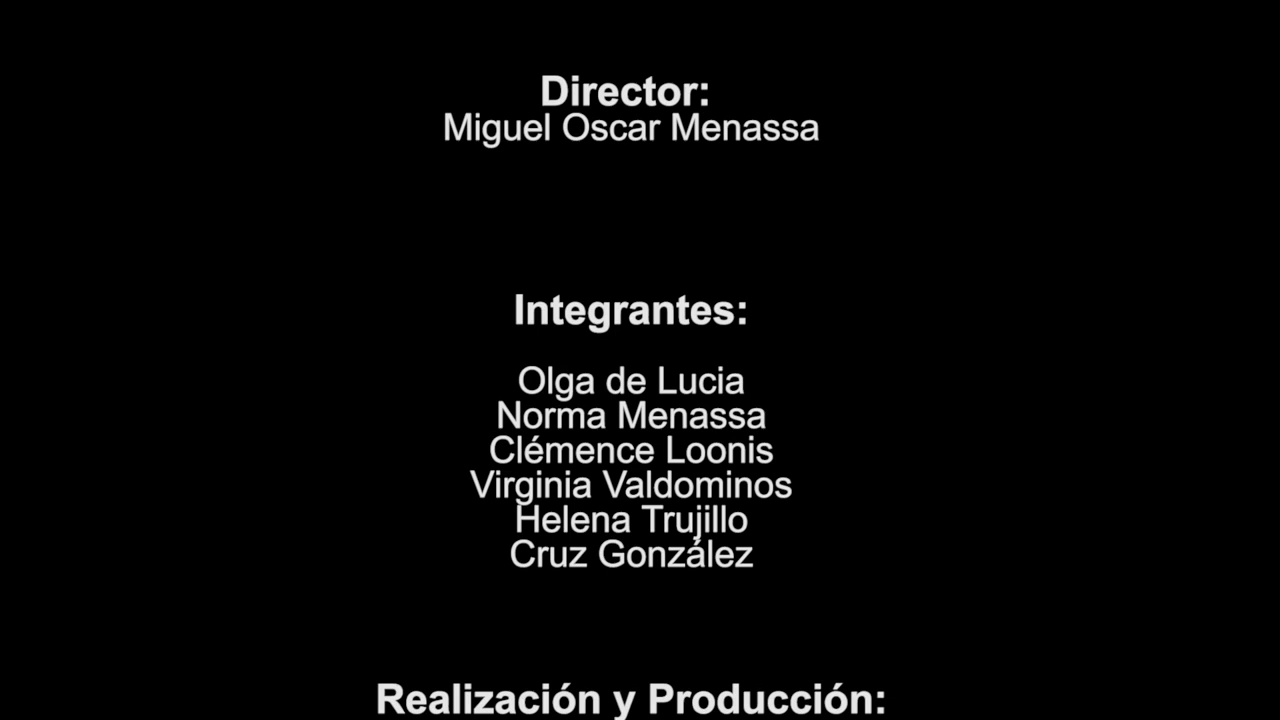 Director:
Miguel Oscar Menassa
Integrantes:
Olga de Lucia
Norma Menassa
Clémence Loonis
Virginia Valdominos
Helena Trujillo
Cruz González
Realización y Producción: